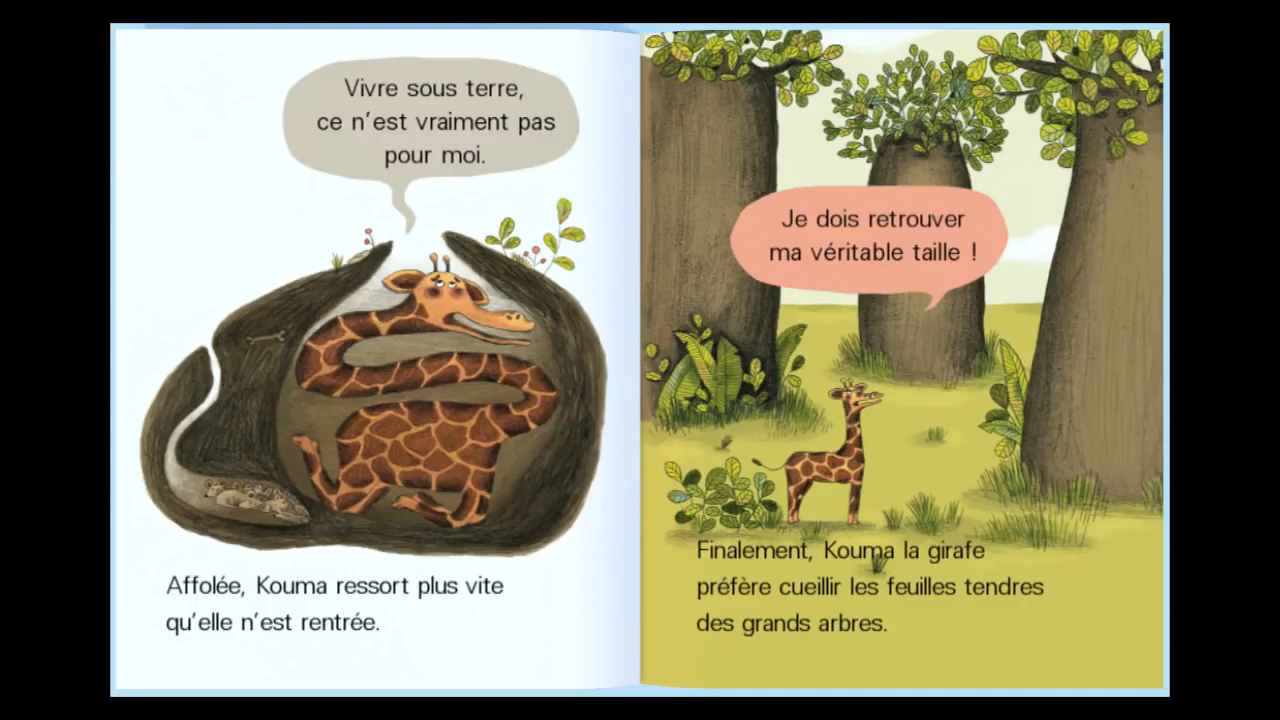 Vivre sous terre,
ce n'est vraiment pas
pour moi.
Affolée, Kouma ressort plus vite
qu'elle n'est rentrée.
Je dois retrouver
ma véritable taille !
Finalement, Kouma la girafe
préfère cueillir les feuilles tendres
des grands arbres.